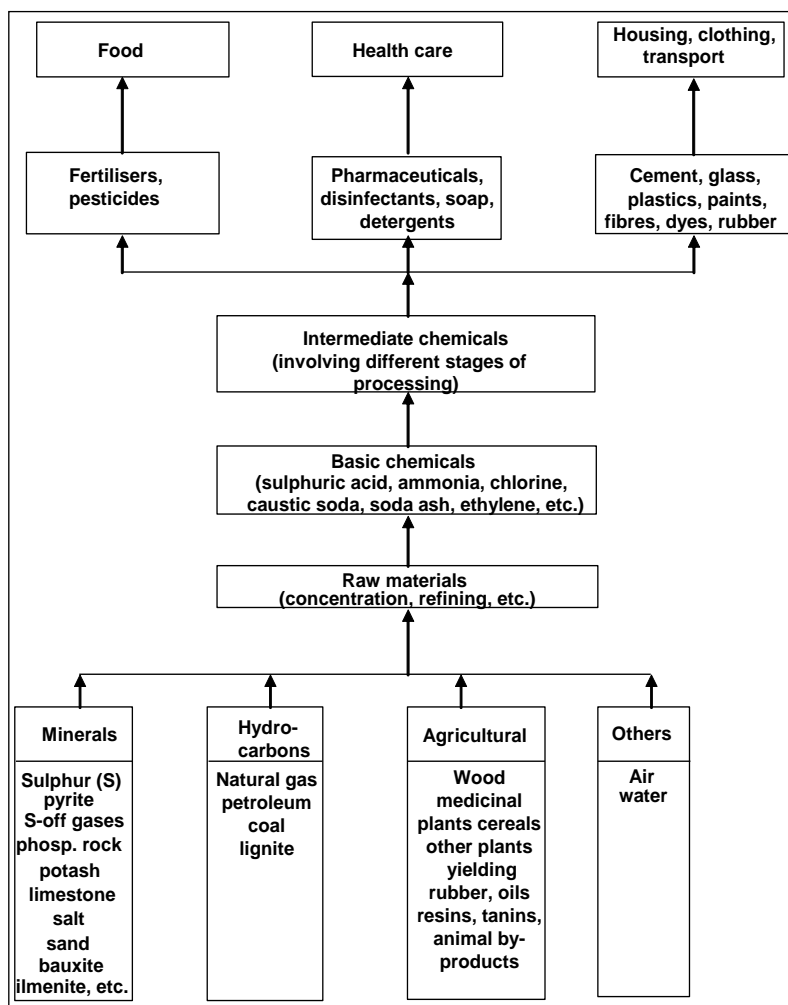 Food
Health care
Housing, clothing,
transport
Fertilisers,
pesticides
Pharmaceuticals,
disinfectants, soap,
detergents
Cement, glass,
plastics, paints,
fibres, dyes, rubber
Intermediate chemicals
(involving different stages of
processing)
Basic chemicals
(sulphuric acid, ammonia, chlorine,
caustic soda, soda ash, ethylene, etc.)
Raw materials
(concentration, refining, etc.)
Minerals
Sulphur (S)
pyrite
S-off gases
phosp. rock
potash
limestone
salt
sand
bauxite
ilmenite, etc.
Hydro-
carbons
Natural gas
petroleum
coal
lignite
Agricultural
Wood
medicinal
plants cereals
other plants
yielding
rubber, oils
resins, tanins,
animal by-
products
Others
Air
water